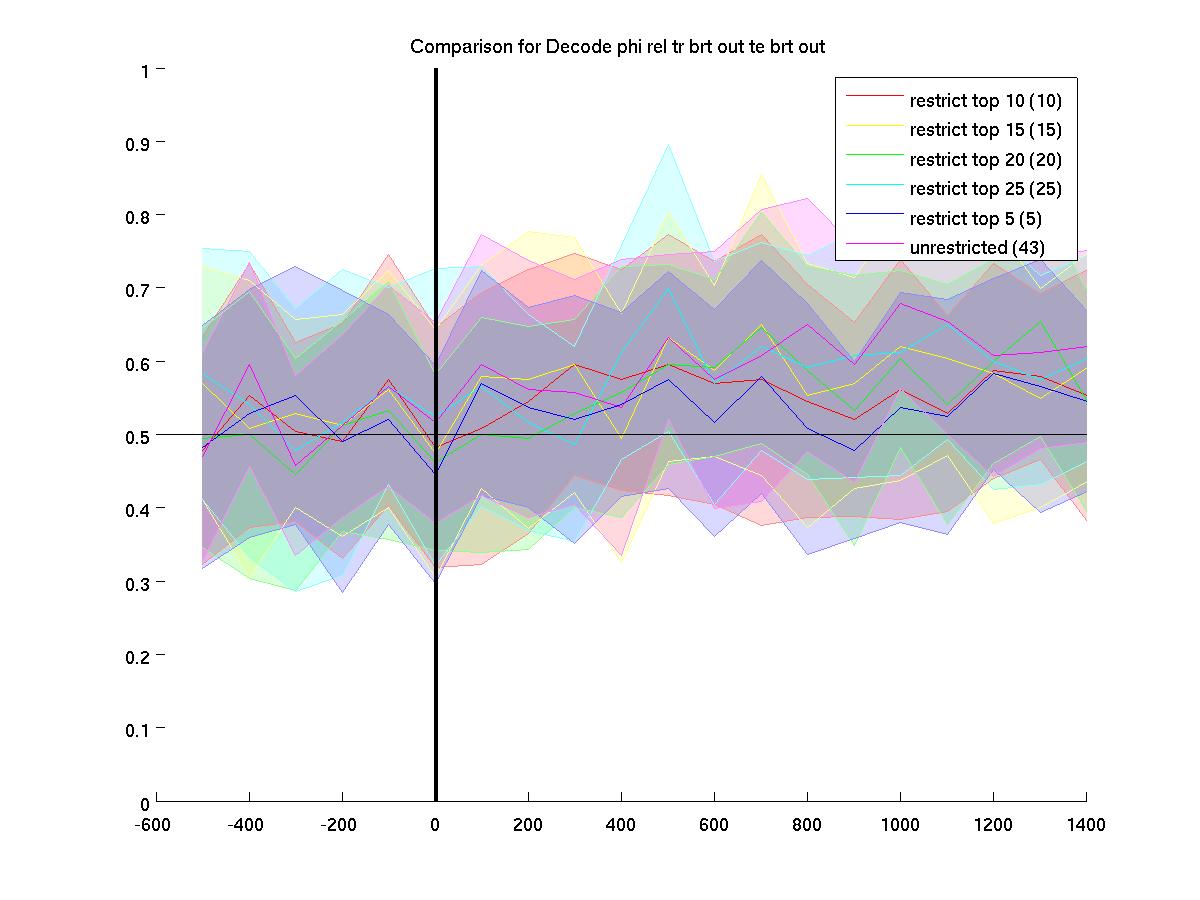 Comparison for Decode phi rel tr brt out te brt out
1
0.9
0.8
0.7
0.6
0.5
0.4
0.3
0.2
0.1
0
-600 -400 -200 0 200 400 600 800 1000 1200 1400
restrict top 10 (10)
restrict top 15 (15)
restrict top 20 (20)
restrict top 25 (25)
restrict top 5 (5)
unrestricted (43)